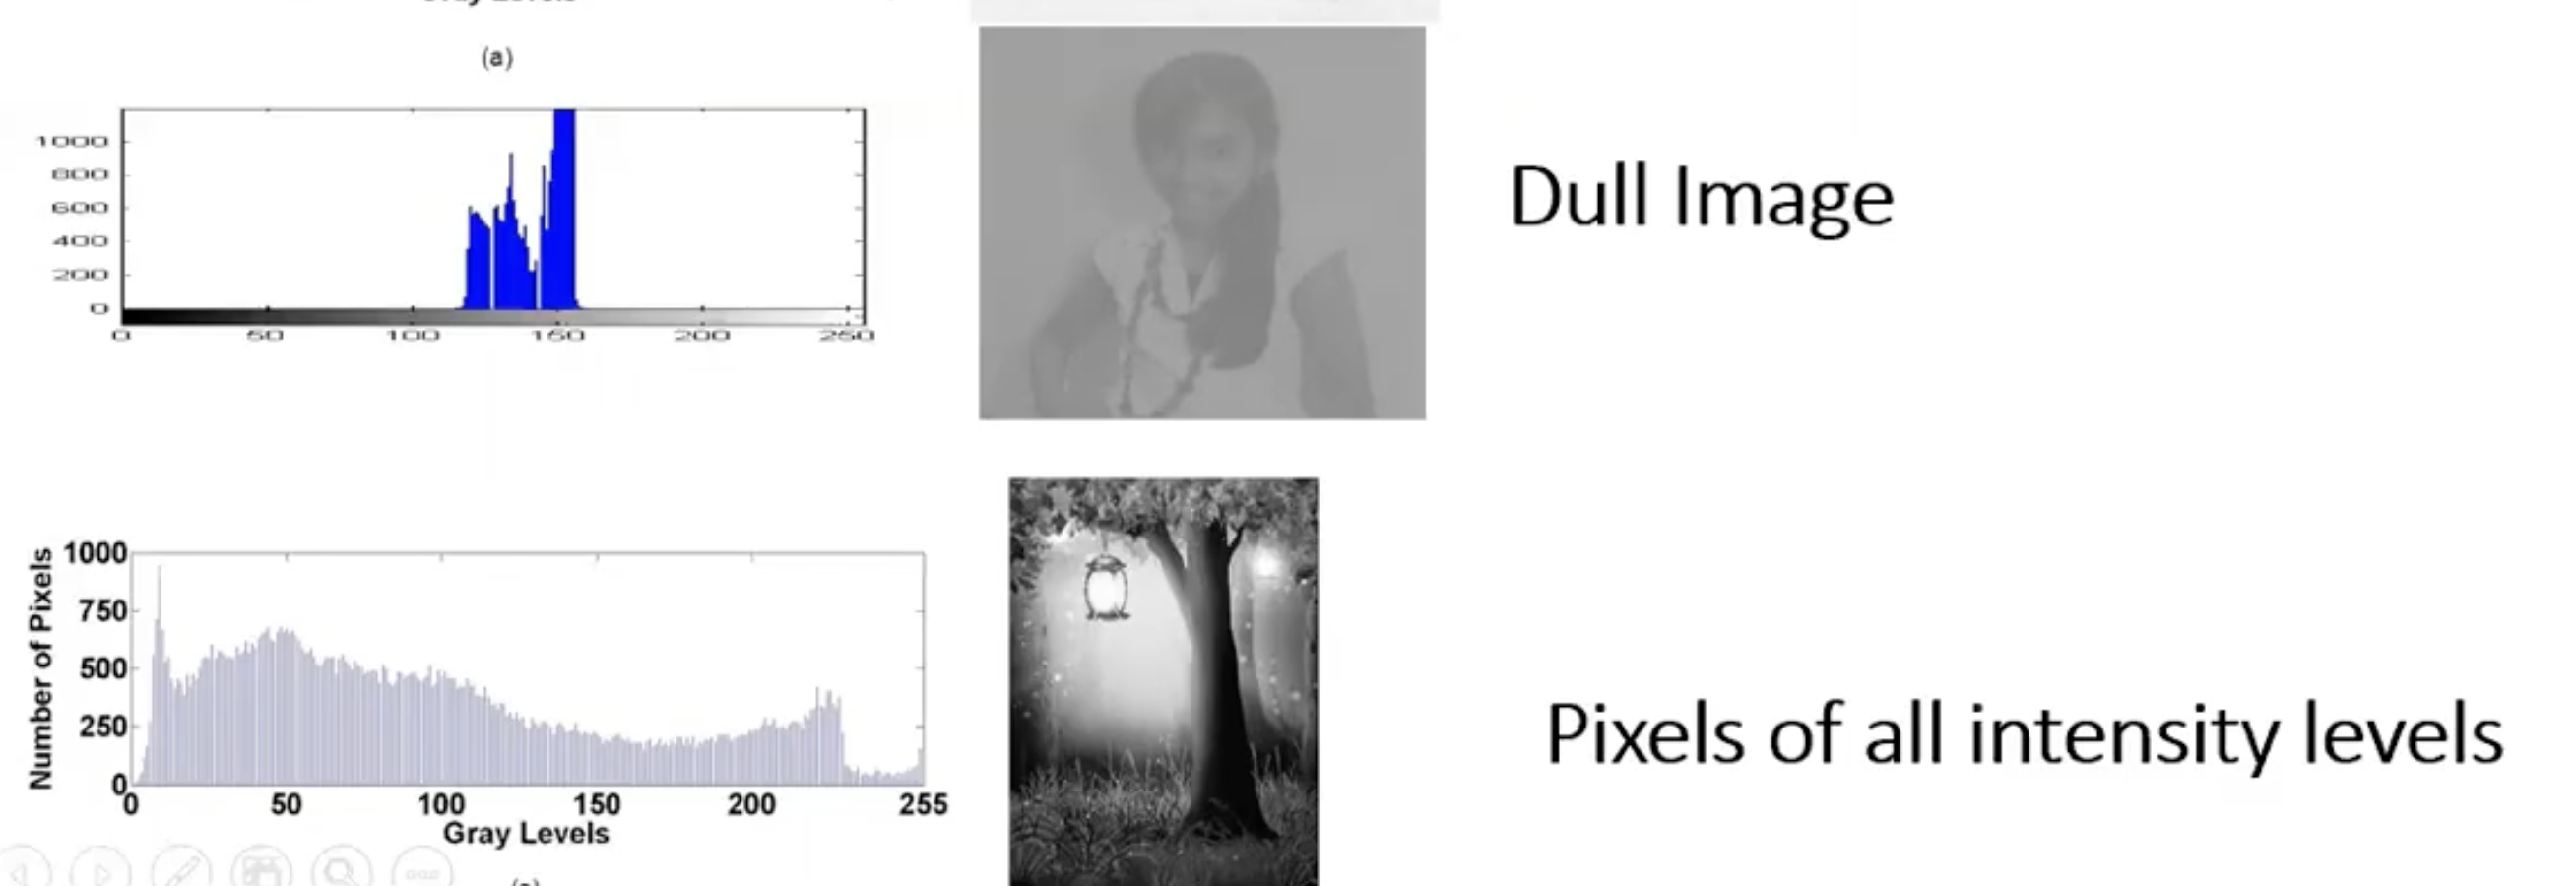 (a)
1000
800
600
400
200
0
0 50 100 150 200 250
Dull Image
Number of Pixels
1000
750
500
250
0
0 50 100 150 200 255
Gray Levels
Pixels of all intensity levels